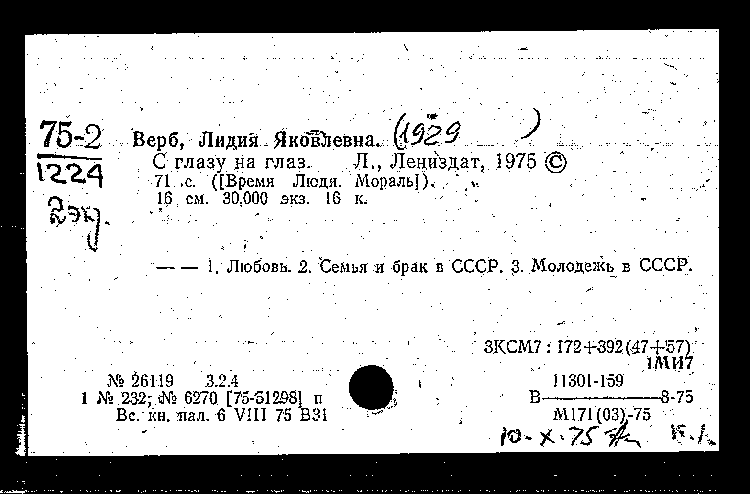 75-2
1224
2 экз.
Верб, Лидия Яковлевна. (1929 )
С глазу на глаз. Л., Лениздат, 1975 ©
71 с. ([Время. Люди. Мораль]).
16 см. 30.000 экз. 16 к.
— — 1. Любовь. 2. Семья и брак в СССР. 3. Молодежь в СССР.
3КСМ7 : 172+392(47+57)
1МИ7
№ 26119 3.2.4
1 № 232; № 6270 [75-51298] п
Вс. кн. пал. 6 VIII 75 В31
11301-159
В————8-75
М171(03)-75
10-X-75